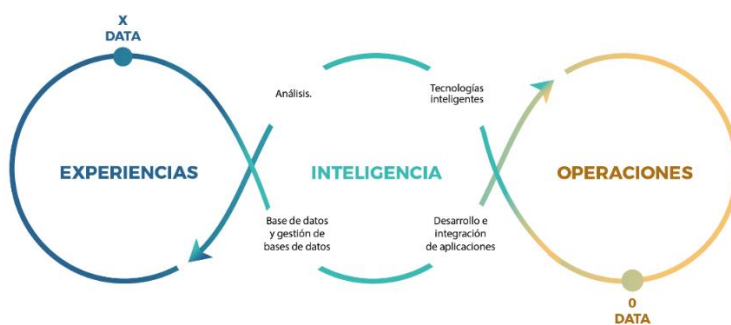 X
DATA
Análisis.
Tecnologías
inteligentes
EXPERIENCIAS
INTELIGENCIA
OPERACIONES
Base de datos
y gestión de
bases de datos
Desarrollo e
integración
de aplicaciones
0
DATA